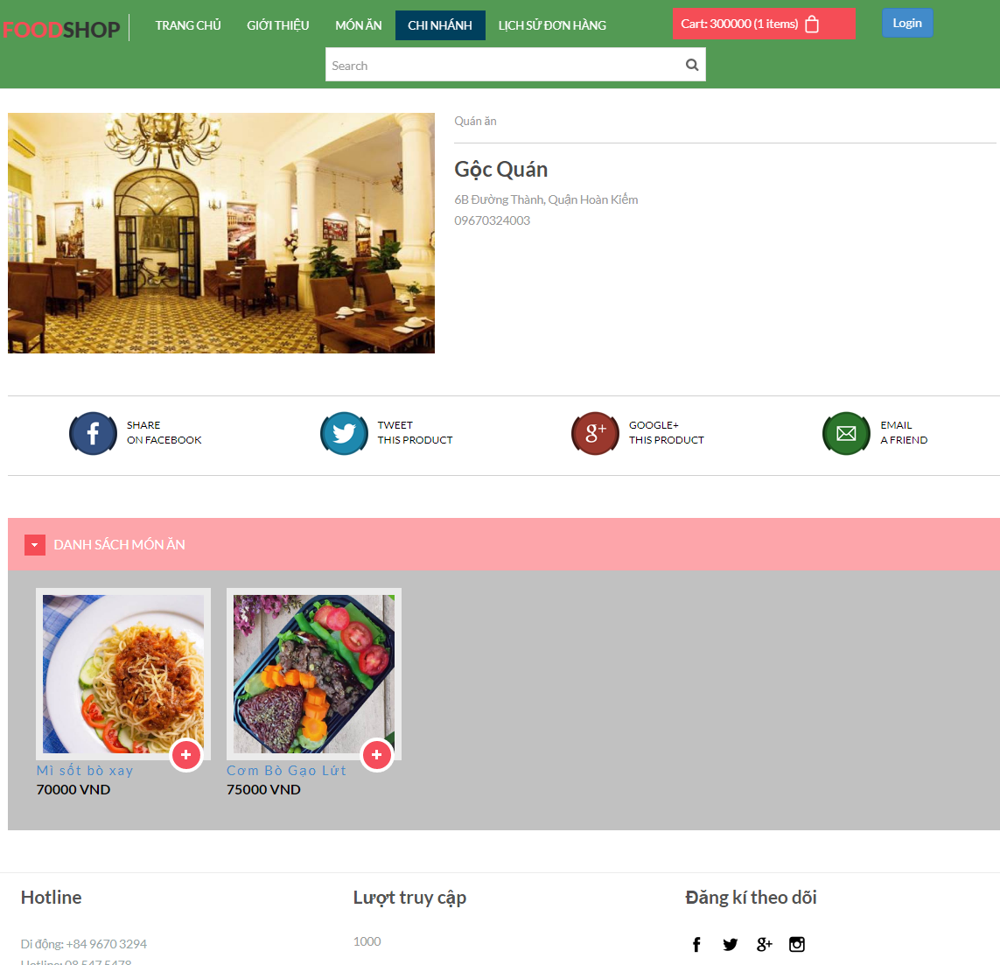 FOODSHOP
TRANG CHỦ
GIỚI THIỆU
MÓN ĂN
CHI NHÁNH
LỊCH SỬ ĐƠN HÀNG
Cart: 300000 (1 items)
Login
Search
Quán ăn
Gộc Quán
6B Đường Thành, Quận Hoàn Kiếm
09670324003
SHARE
ON FACEBOOK
TWEET
THIS PRODUCT
GOOGLE+
THIS PRODUCT
EMAIL
A FRIEND
DANH SÁCH MÓN ĂN
Mì sốt bò xay
70000 VND
Cơm Bò Gạo Lứt
75000 VND
Hotline
Di động: +84 9670 3294
Hotline: 08 547 5478
Lượt truy cập
1000
Đăng kí theo dõi